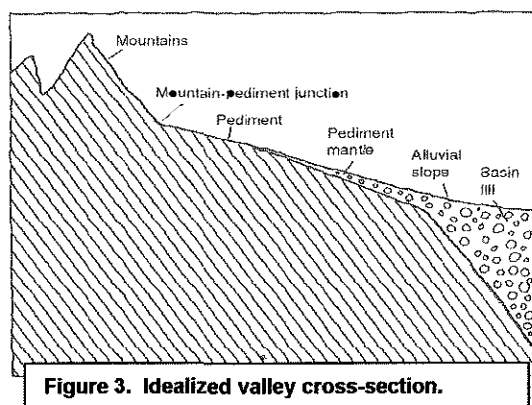 Mountains
Mountain-pediment junction
Pediment
Pediment
mantle
Alluvial
slope
Basin
fill
Figure 3. Idealized valley cross-section.